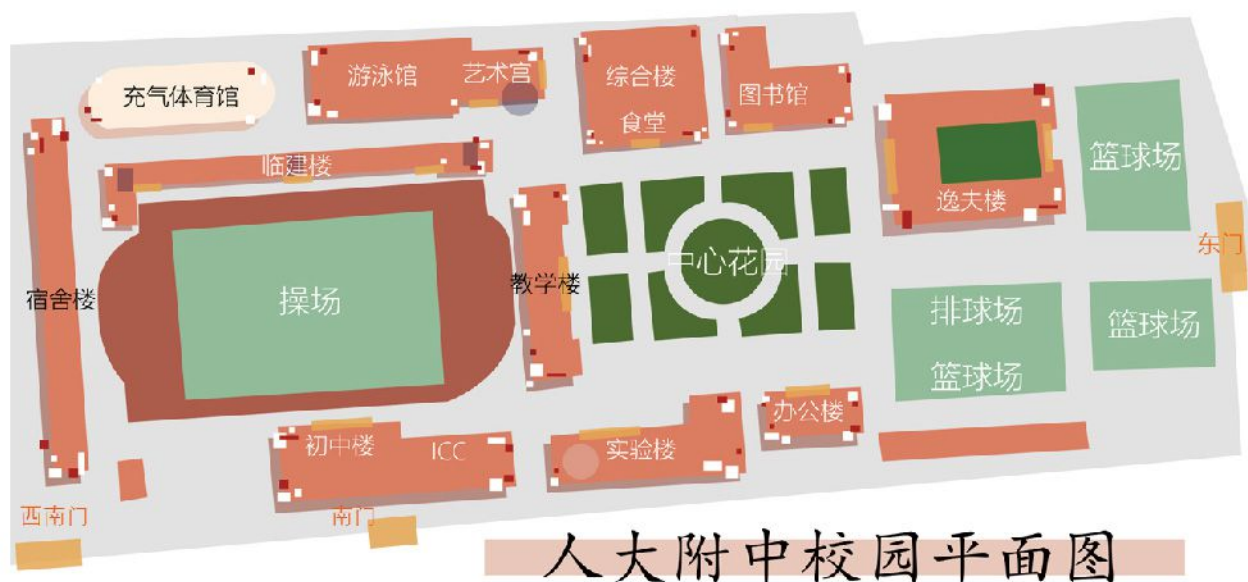 游泳馆
艺术宫
综合楼
食堂
图书馆
充气体育馆
临建楼
逸夫楼
篮球场
东门
中心花园
教学楼
宿舍楼
操场
排球场
篮球场
篮球场
初中楼
ICC
实验楼
办公楼
西南门
南门
人大附中校园平面图